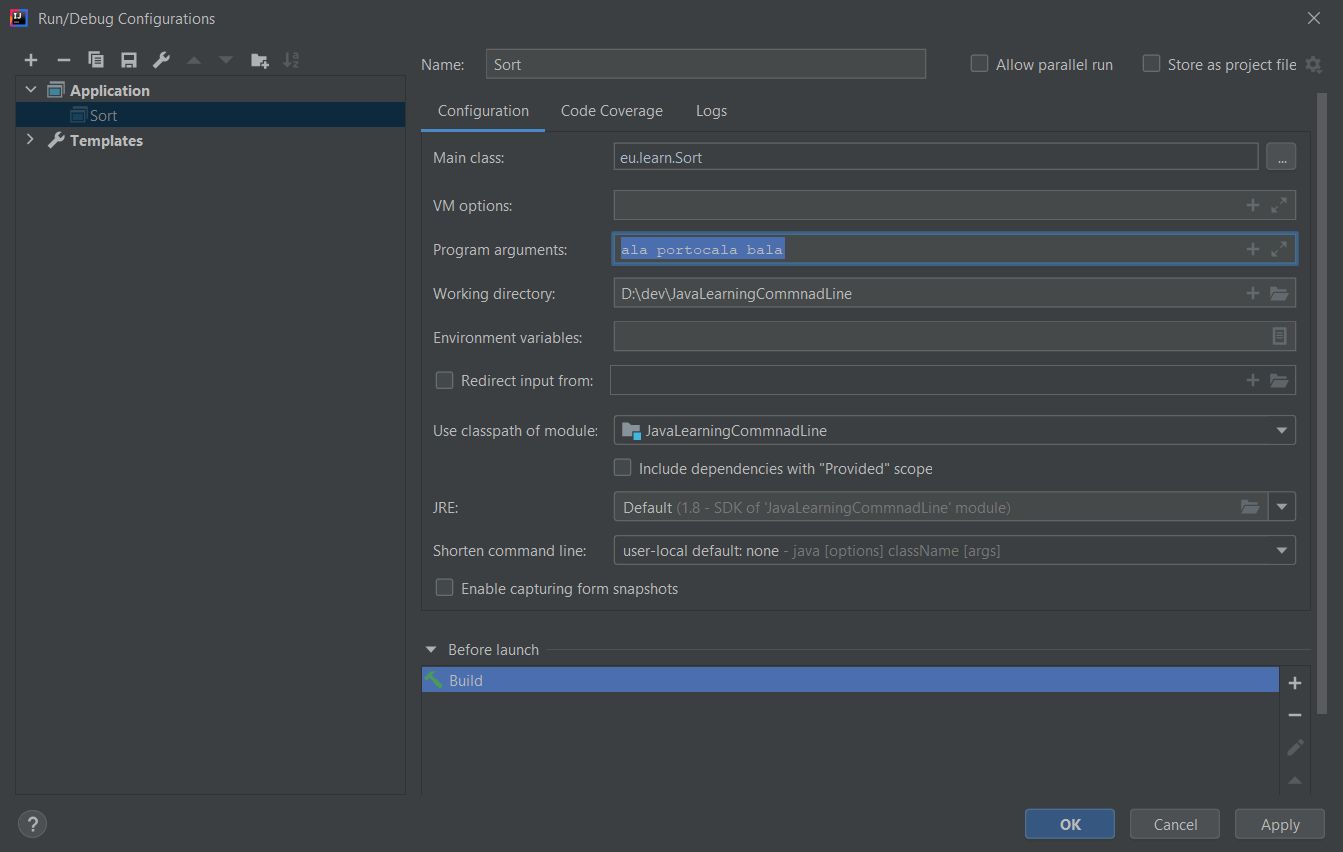 Run/Debug Configurations
Name: Sort Allow parallel run Store as project file
Application
Sort
Templates
Configuration Code Coverage Logs
Main class: eu.learn.Sort ...
VM options:
Program arguments: ala portocala bala
Working directory: D:\dev\JavaLearningCommnadLine
Environment variables:
Redirect input from:
Use classpath of module: JavaLearningCommnadLine
Include dependencies with "Provided" scope
JRE: Default (1.8 - SDK of 'JavaLearningCommnadLine' module)
Shorten command line: user-local default: none - java [options] className [args]
Enable capturing form snapshots
Before launch
Build
? OK Cancel Apply